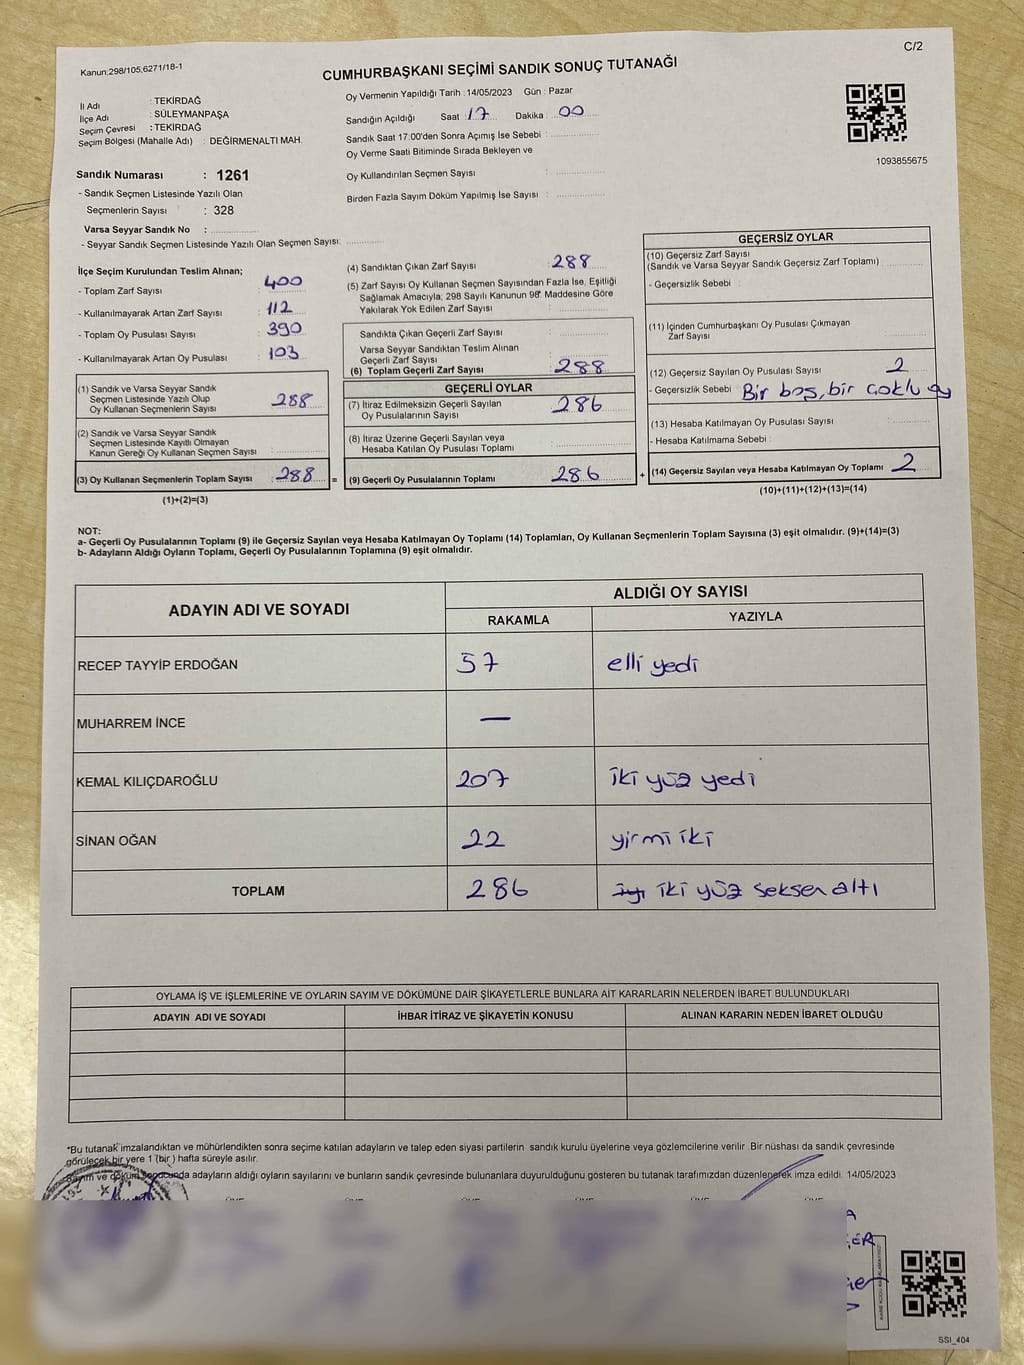 Kanun;298/105;6271/18-1
C/2
CUMHURBAŞKANI SEÇİMİ SANDIK SONUÇ TUTANAĞI
İl Adı : TEKİRDAĞ
İlçe Adı : SÜLEYMANPAŞA
Seçim Çevresi : TEKİRDAĞ
Seçim Bölgesi (Mahalle Adı) : DEĞİRMENALTI MAH.
Sandık Numarası : 1261
- Sandık Seçmen Listesinde Yazılı Olan
Seçmenlerin Sayısı : 328
Varsa Seyyar Sandık No :
- Seyyar Sandık Seçmen Listesinde Yazılı Olan Seçmen Sayısı:
Oy Vermenin Yapıldığı Tarih : 14/05/2023 Gün : Pazar
Sandığın Açıldığı Saat : 17 Dakika : 00
Sandık Saat 17:00'den Sonra Açımış İse Sebebi :
Oy Verme Saati Bitiminde Sırada Bekleyen ve
Oy Kullandırılan Seçmen Sayısı :
Birden Fazla Sayım Döküm Yapılmış İse Sayısı :
1093855675
İlçe Seçim Kurulundan Teslim Alınan;
- Toplam Zarf Sayısı : 400
- Kullanılmayarak Artan Zarf Sayısı : 112
- Toplam Oy Pusulası Sayısı : 390
- Kullanılmayarak Artan Oy Pusulası : 103
(1) Sandık ve Varsa Seyyar Sandık
Seçmen Listesinde Yazılı Olup
Oy Kullanan Seçmenlerin Sayısı : 288
(2) Sandık ve Varsa Seyyar Sandık
Seçmen Listesinde Kayıtlı Olmayan
Kanun Gereği Oy Kullanan Seçmen Sayısı :
(3) Oy Kullanan Seçmenlerin Toplam Sayısı : 288 =
(1)+(2)=(3)
(4) Sandıktan Çıkan Zarf Sayısı : 288
(5) Zarf Sayısı Oy Kullanan Seçmen Sayısından Fazla İse, Eşitliği
Sağlamak Amacıyla, 298 Sayılı Kanunun 98. Maddesine Göre
Yakılarak Yok Edilen Zarf Sayısı :
Sandıkta Çıkan Geçerli Zarf Sayısı :
Varsa Seyyar Sandıktan Teslim Alınan
Geçerli Zarf Sayısı :
(6) Toplam Geçerli Zarf Sayısı : 288
GEÇERLİ OYLAR
(7) İtiraz Edilmeksizin Geçerli Sayılan
Oy Pusulalarının Sayısı : 286
(8) İtiraz Üzerine Geçerli Sayılan veya
Hesaba Katılan Oy Pusulası Toplamı :
(9) Geçerli Oy Pusulalarının Toplamı : 286 +
GEÇERSİZ OYLAR
(10) Geçersiz Zarf Sayısı
(Sandık ve Varsa Seyyar Sandık Geçersiz Zarf Toplamı)
- Geçersizlik Sebebi :
(11) İçinden Cumhurbaşkanı Oy Pusulası Çıkmayan
Zarf Sayısı
(12) Geçersiz Sayılan Oy Pusulası Sayısı : 2
- Geçersizlik Sebebi : Bir boş, bir çoklu oy
(13) Hesaba Katılmayan Oy Pusulası Sayısı
- Hesaba Katılmama Sebebi :
(14) Geçersiz Sayılan veya Hesaba Katılmayan Oy Toplamı : 2
(10)+(11)+(12)+(13)=(14)
NOT:
a- Geçerli Oy Pusulalarının Toplamı (9) ile Geçersiz Sayılan veya Hesaba Katılmayan Oy Toplamı (14) Toplamları, Oy Kullanan Seçmenlerin Toplam Sayısına (3) eşit olmalıdır. (9)+(14)=(3)
b- Adayların Aldığı Oyların Toplamı, Geçerli Oy Pusulalarının Toplamına (9) eşit olmalıdır.
ADAYIN ADI VE SOYADI
ALDIĞI OY SAYISI
RAKAMLA YAZIYLA
RECEP TAYYİP ERDOĞAN 57 elli yedi
MUHARREM İNCE —
KEMAL KILIÇDAROĞLU 207 iki yüz yedi
SİNAN OĞAN 22 yirmi iki
TOPLAM 286 iki yüz seksen altı
OYLAMA İŞ VE İŞLEMLERİNE VE OYLARIN SAYIM VE DÖKÜMÜNE DAİR ŞİKAYETLERLE BUNLARA AİT KARARLARIN NELERDEN İBARET BULUNDUKLARI
ADAYIN ADI VE SOYADI İHBAR İTİRAZ VE ŞİKAYETİN KONUSU ALINAN KARARIN NEDEN İBARET OLDUĞU
*Bu tutanak imzalandıktan ve mühürlendikten sonra seçime katılan adayların ve talep eden siyasi partilerin sandık kurulu üyelerine veya gözlemcilerine verilir Bir nüshası da sandık çevresinde
görülecek bir yere 1 (bir ) hafta süreyle asılır.
Sayım ve döküm sonunda adayların aldığı oyların sayılarını ve bunların sandık çevresinde bulunanlara duyurulduğunu gösteren bu tutanak tarafımızdan düzenlenerek imza edildi. 14/05/2023
SSI_404